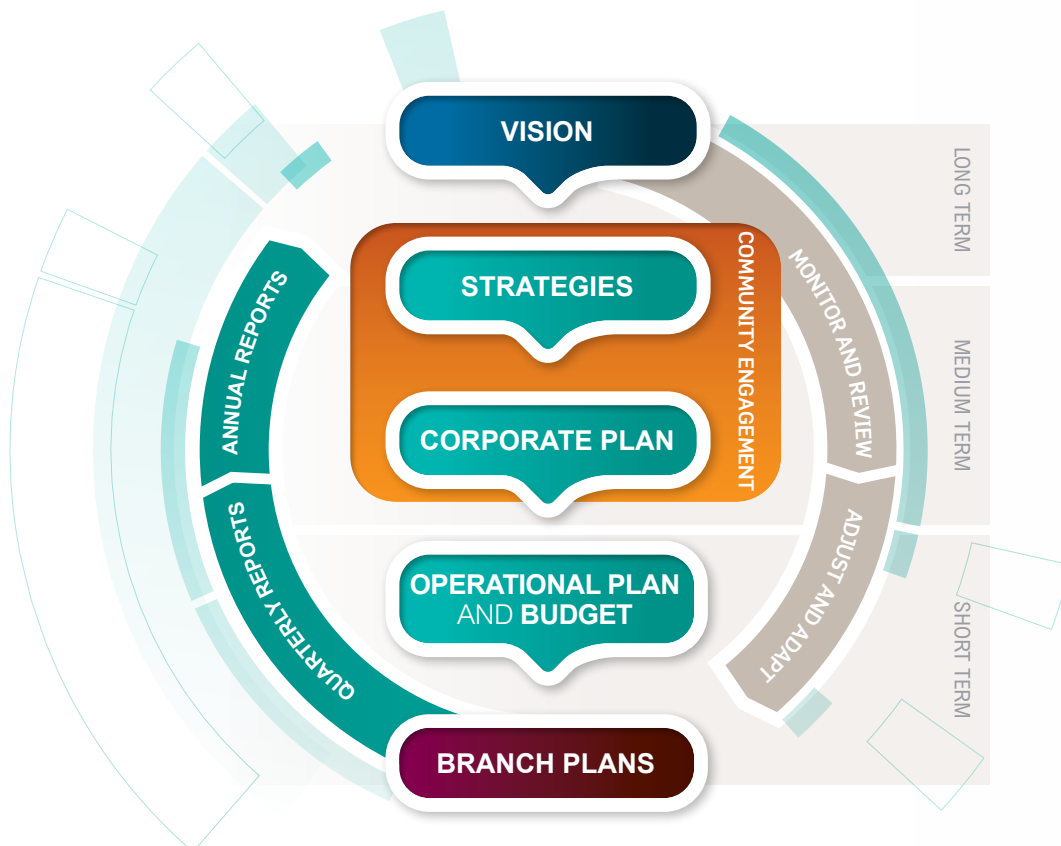 VISION
STRATEGIES
CORPORATE PLAN
COMMUNITY ENGAGEMENT
OPERATIONAL PLAN
AND BUDGET
BRANCH PLANS
QUARTERLY REPORTS
ANNUAL REPORTS
MONITOR AND REVIEW
ADJUST AND ADAPT
LONG TERM
MEDIUM TERM
SHORT TERM